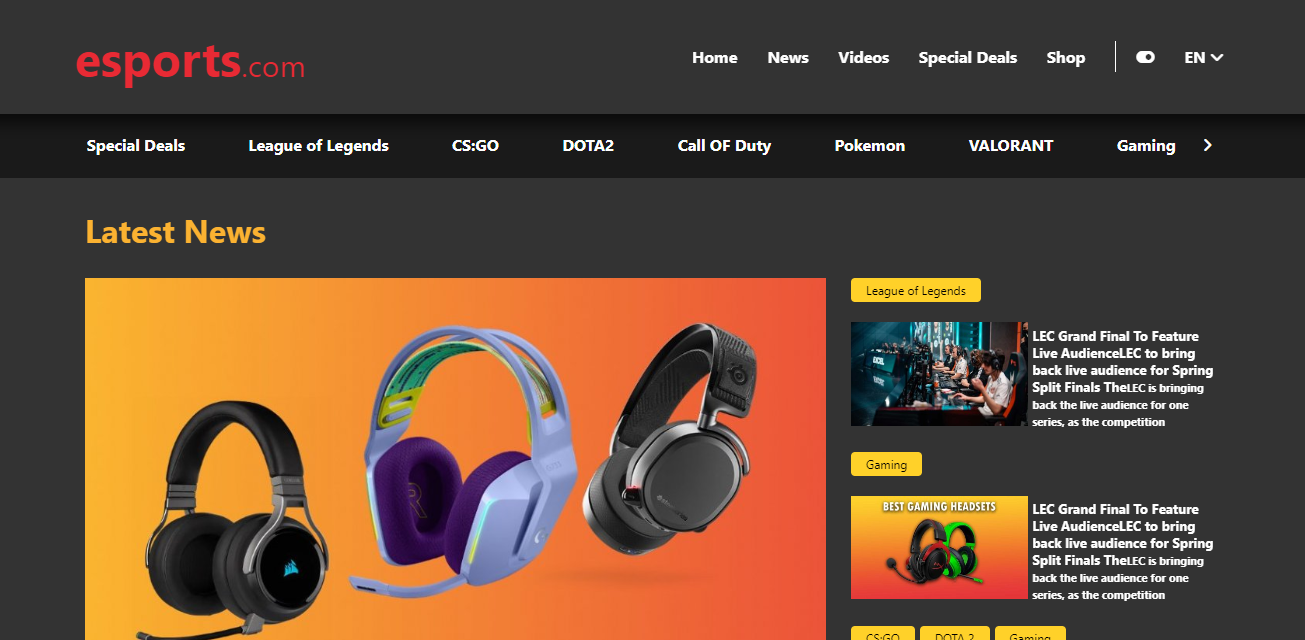 esports.com
Home News Videos Special Deals Shop EN
Special Deals League of Legends CS:GO DOTA2 Call OF Duty Pokemon VALORANT Gaming
Latest News
League of Legends
LEC Grand Final To Feature
Live AudienceLEC to bring
back live audience for Spring
Split Finals TheLEC is bringing
back the live audience for one
series, as the competition
Gaming
BEST GAMING HEADSETS
LEC Grand Final To Feature
Live AudienceLEC to bring
back live audience for Spring
Split Finals TheLEC is bringing
back the live audience for one
series, as the competition
CS:GO DOTA 2 Gaming